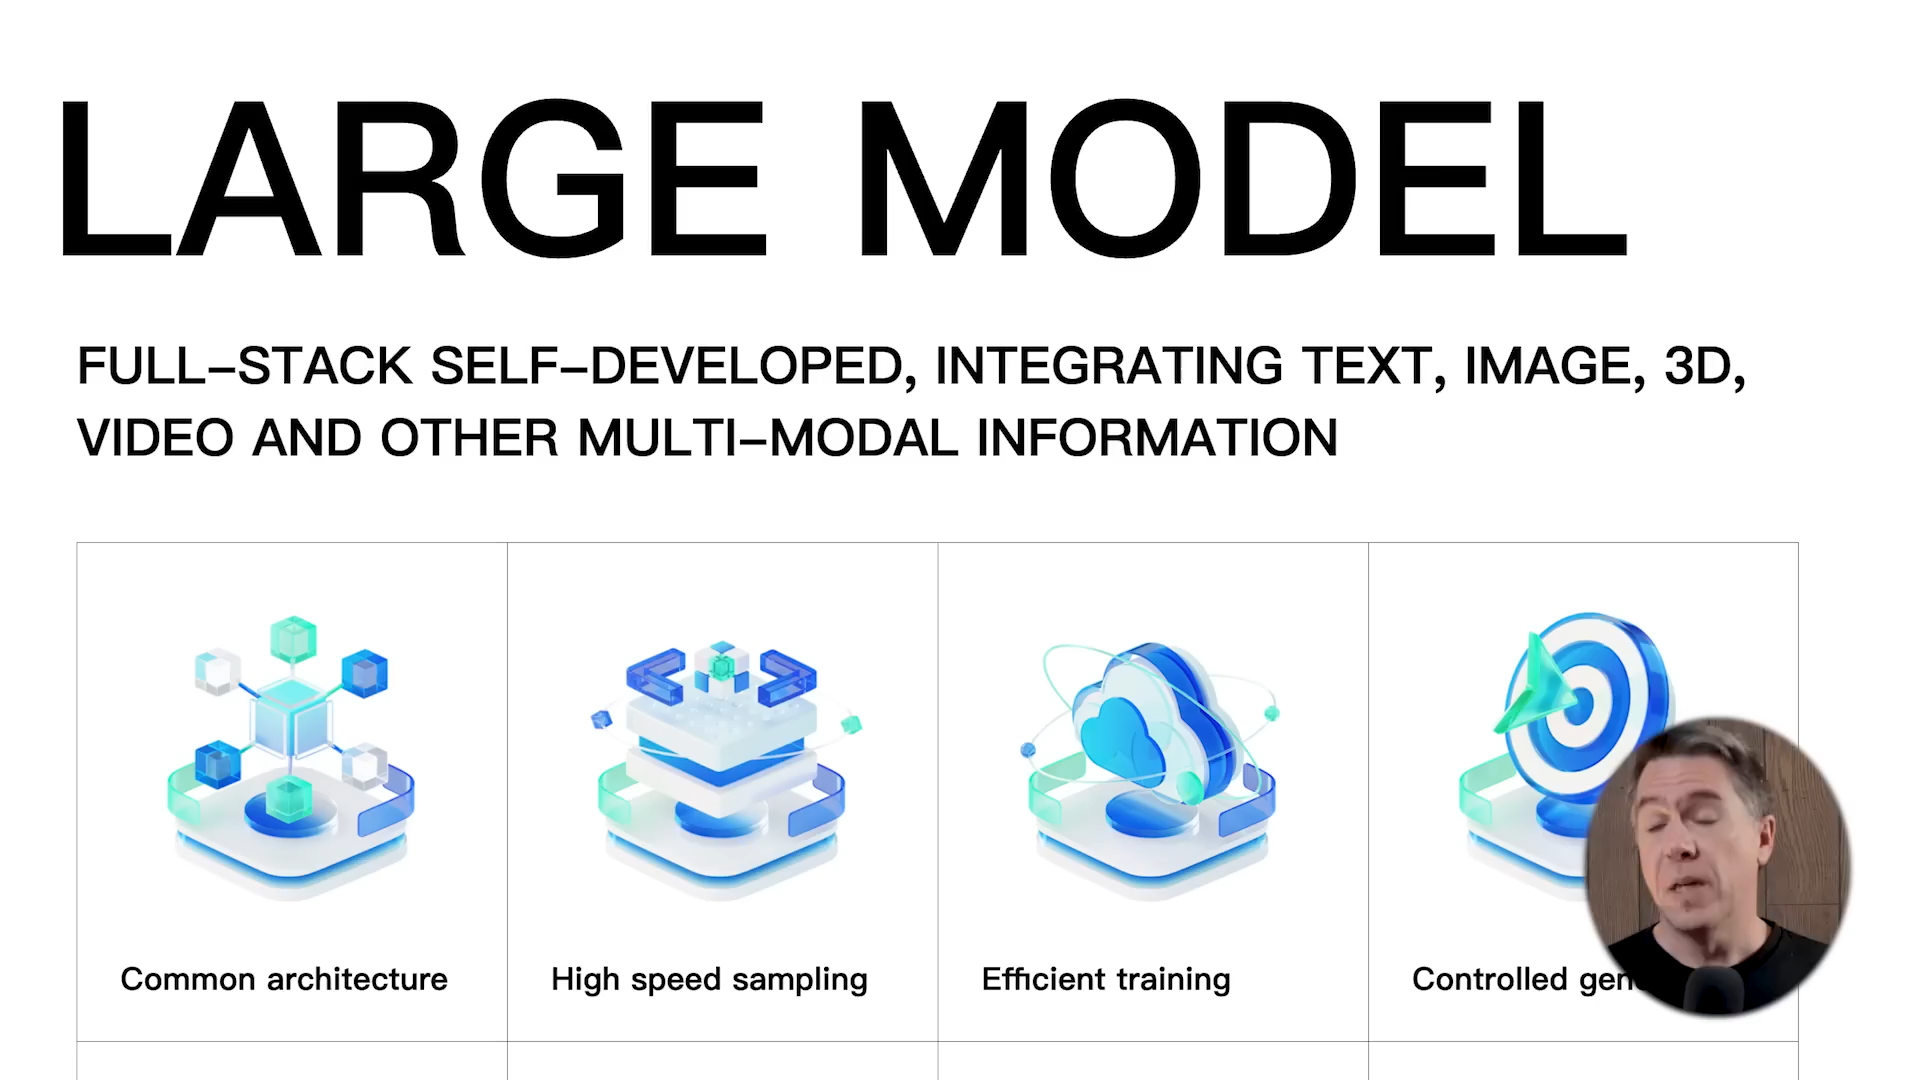 LARGE MODEL
FULL–STACK SELF–DEVELOPED, INTEGRATING TEXT, IMAGE, 3D,
VIDEO AND OTHER MULTI–MODAL INFORMATION
Common architecture
High speed sampling
Efficient training
Controlled